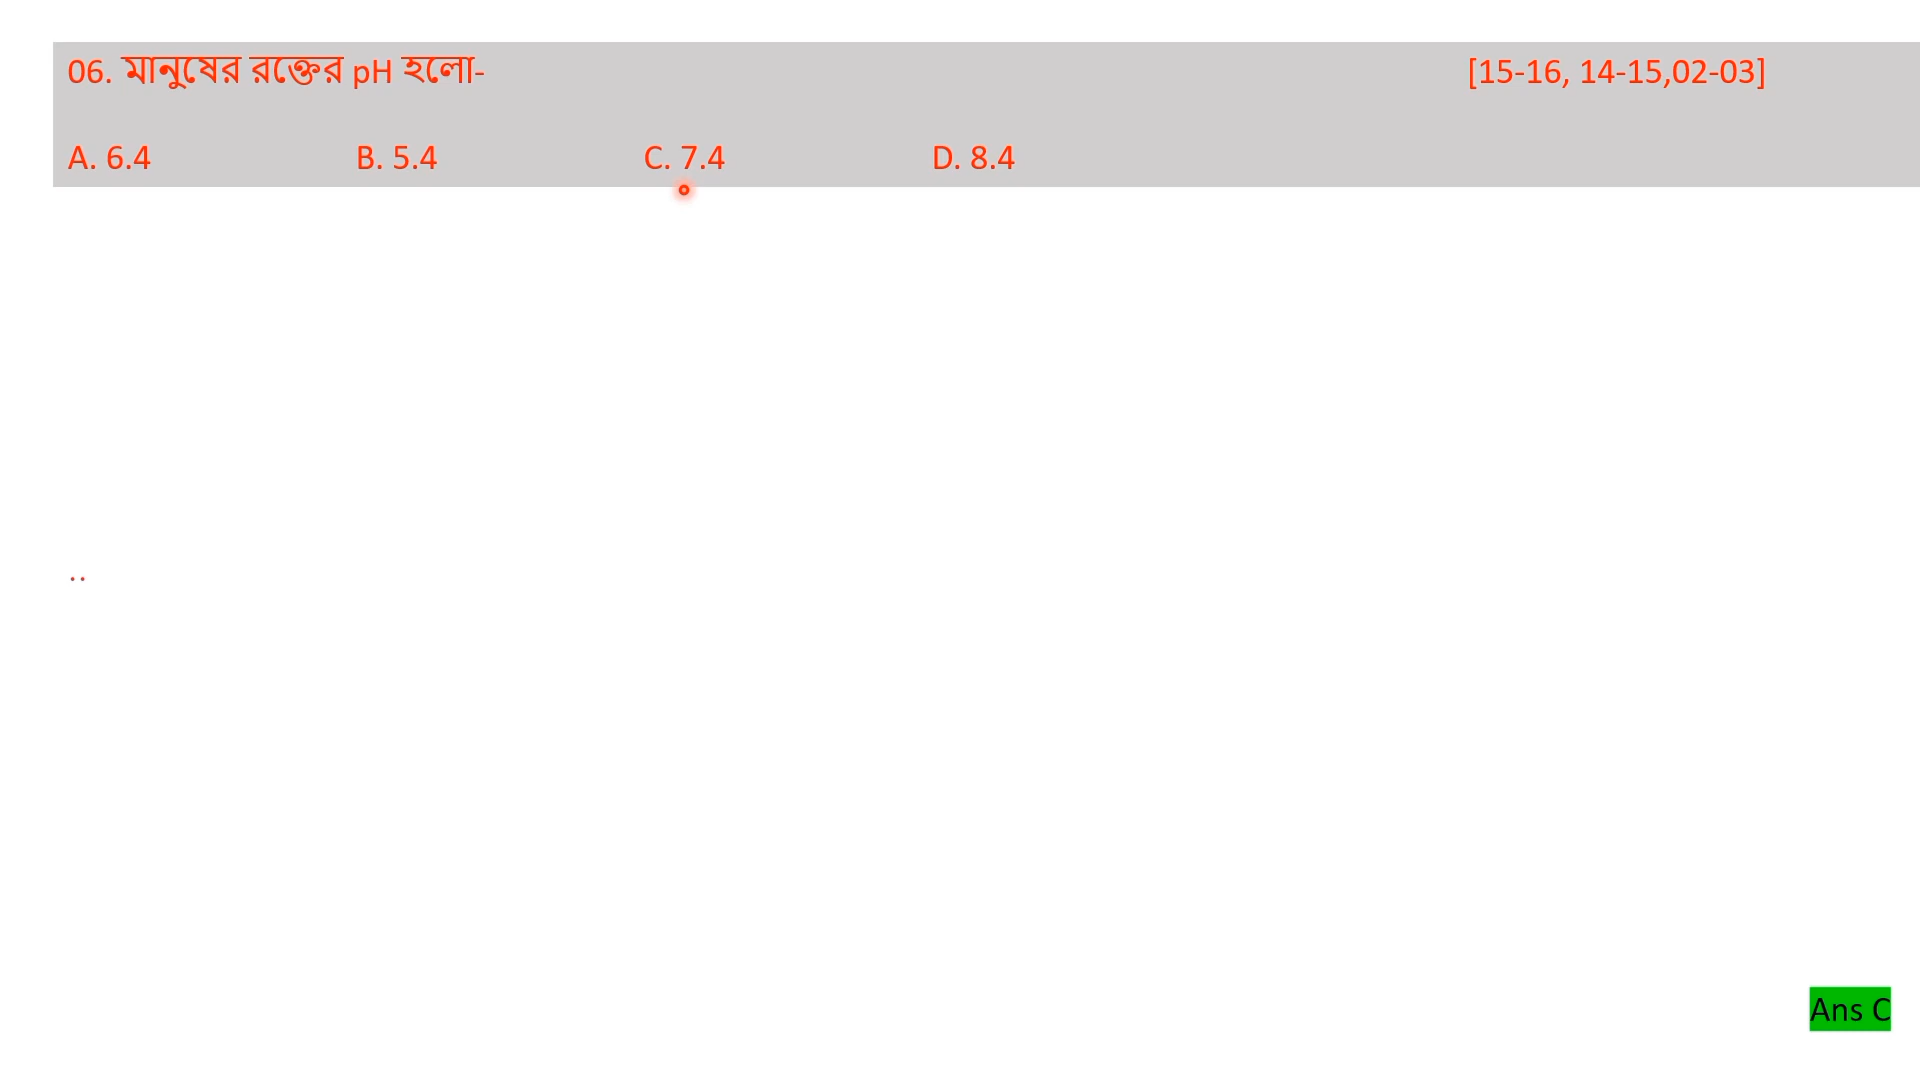 06. মানুষের রক্তের pH হলো- [15-16, 14-15,02-03]
A. 6.4 B. 5.4 C. 7.4 D. 8.4
..
Ans C